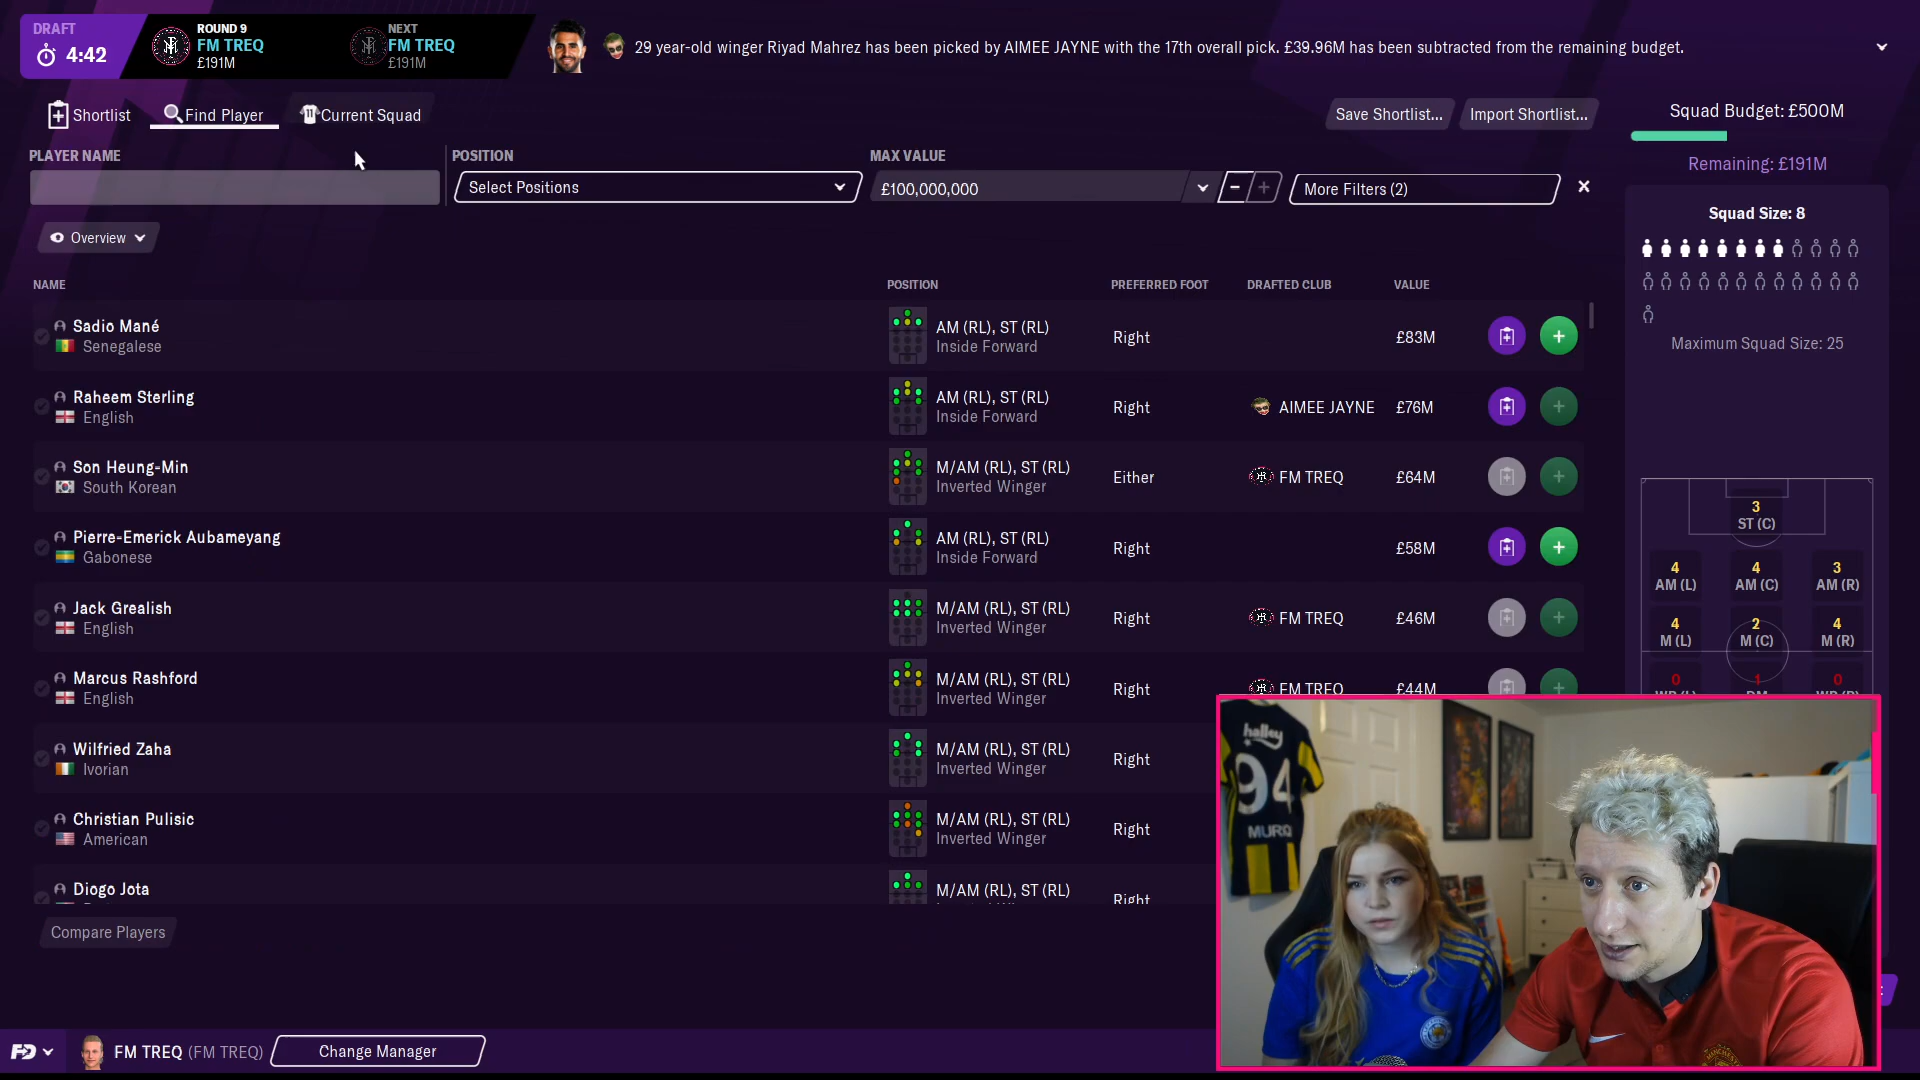 DRAFT
4:42
ROUND 9
FM TREQ
£191M
NEXT
FM TREQ
£191M
29 year-old winger Riyad Mahrez has been picked by AIMEE JAYNE with the 17th overall pick. £39.96M has been subtracted from the remaining budget.
Shortlist
Find Player
Current Squad
Save Shortlist...
Import Shortlist...
Squad Budget: £500M
Remaining: £191M
PLAYER NAME
POSITION
MAX VALUE
Select Positions
£100,000,000
More Filters (2)
Squad Size: 8
Maximum Squad Size: 25
Overview
NAME
POSITION
PREFERRED FOOT
DRAFTED CLUB
VALUE
Sadio Mané
Senegalese
AM (RL), ST (RL)
Inside Forward
Right
£83M
Raheem Sterling
English
AM (RL), ST (RL)
Inside Forward
Right
AIMEE JAYNE
£76M
Son Heung-Min
South Korean
M/AM (RL), ST (RL)
Inverted Winger
Either
FM TREQ
£64M
Pierre-Emerick Aubameyang
Gabonese
AM (RL), ST (RL)
Inside Forward
Right
£58M
Jack Grealish
English
M/AM (RL), ST (RL)
Inverted Winger
Right
FM TREQ
£46M
Marcus Rashford
English
M/AM (RL), ST (RL)
Inverted Winger
Right
FM TREQ
£44M
Wilfried Zaha
Ivorian
M/AM (RL), ST (RL)
Inverted Winger
Right
Christian Pulisic
American
M/AM (RL), ST (RL)
Inverted Winger
Right
Diogo Jota
M/AM (RL), ST (RL)
Right
3
ST (C)
4
AM (L)
4
AM (C)
3
AM (R)
4
M (L)
2
M (C)
4
M (R)
0
1
0
halley
94
MURO
Compare Players
FM TREQ (FM TREQ)
Change Manager